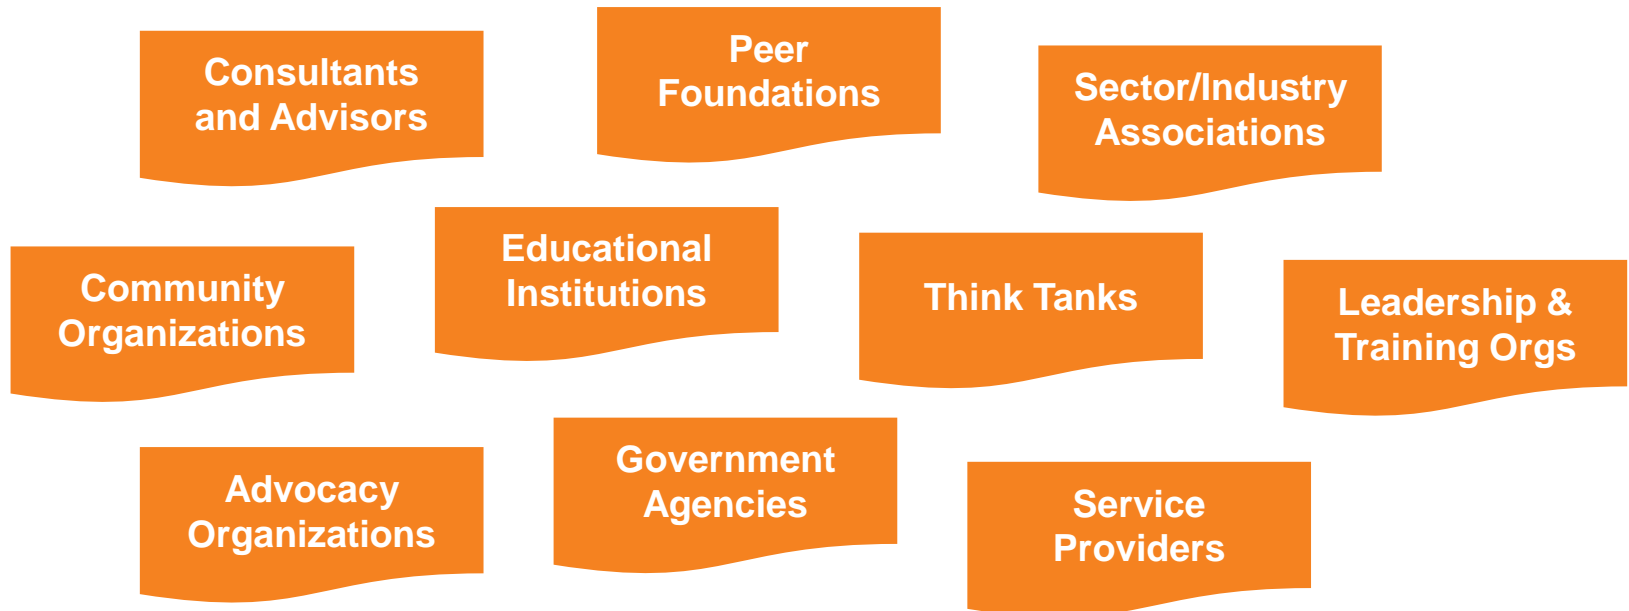 Consultants
and Advisors
Peer
Foundations
Sector/Industry
Associations
Community
Organizations
Educational
Institutions
Think Tanks
Leadership &
Training Orgs
Advocacy
Organizations
Government
Agencies
Service
Providers